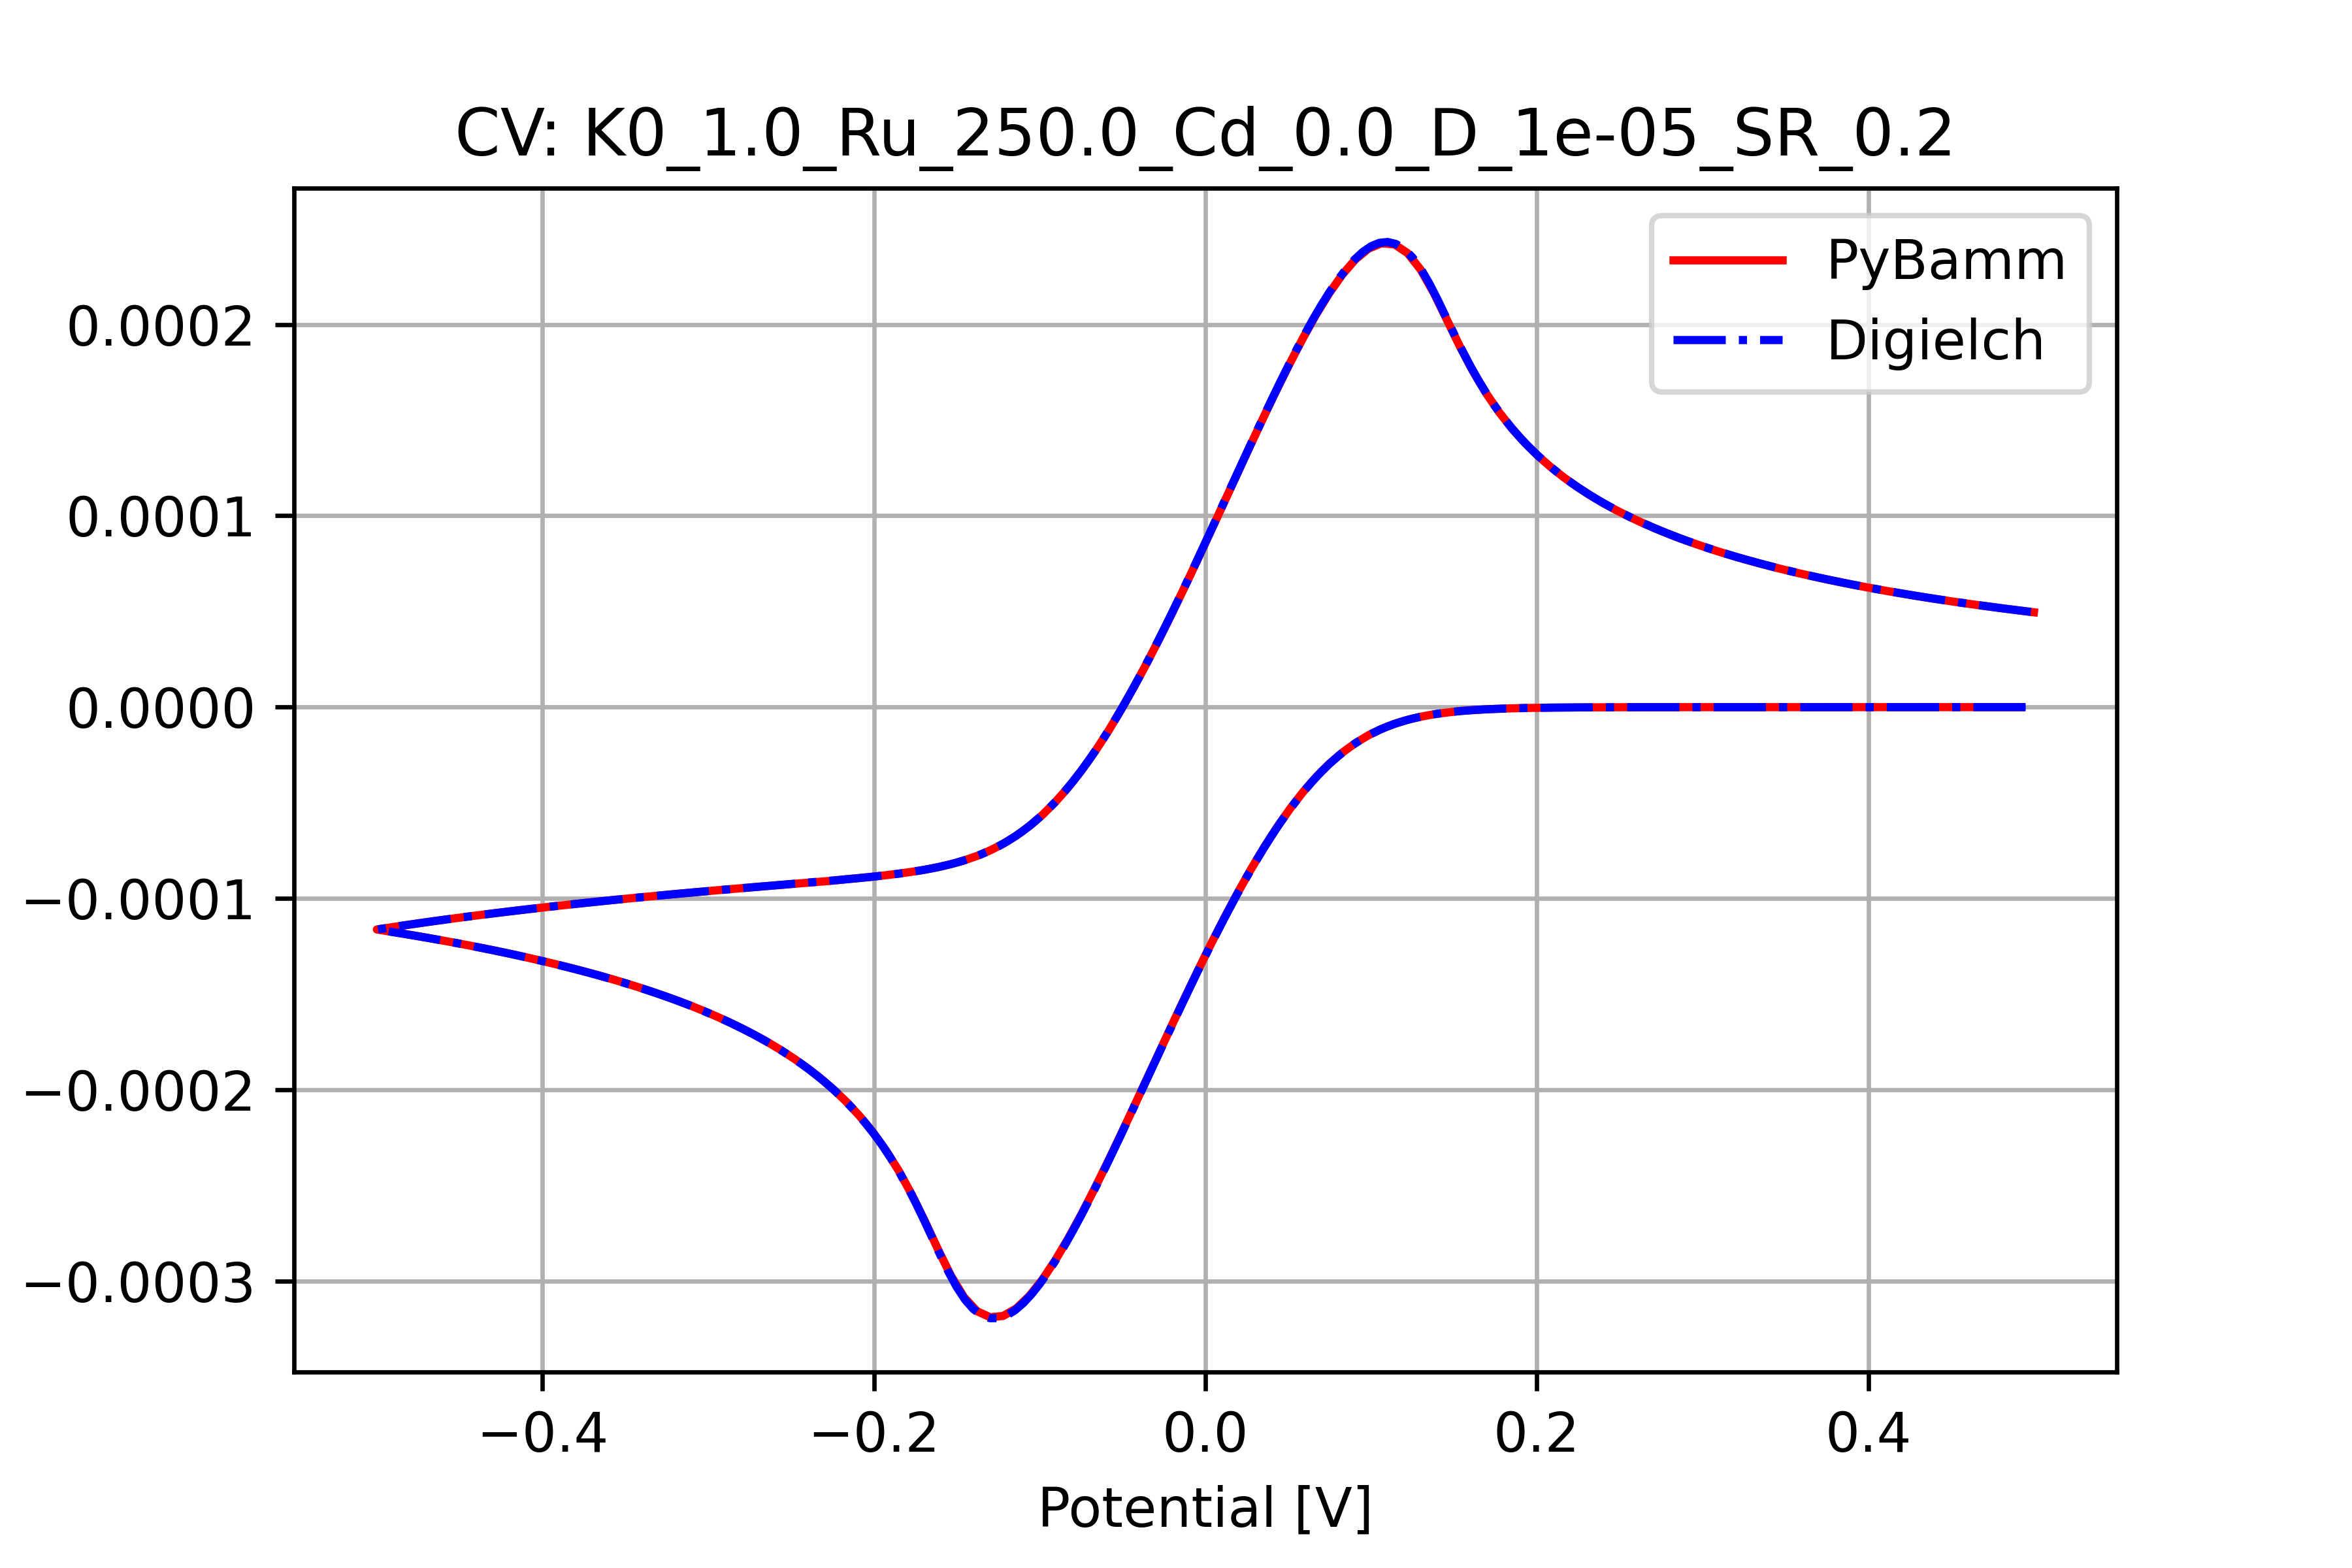 CV: K0_1.0_Ru_250.0_Cd_0.0_D_1e-05_SR_0.2
PyBamm
Digielch
0.0002
0.0001
0.0000
−0.0001
−0.0002
−0.0003
−0.4 −0.2 0.0 0.2 0.4
Potential [V]